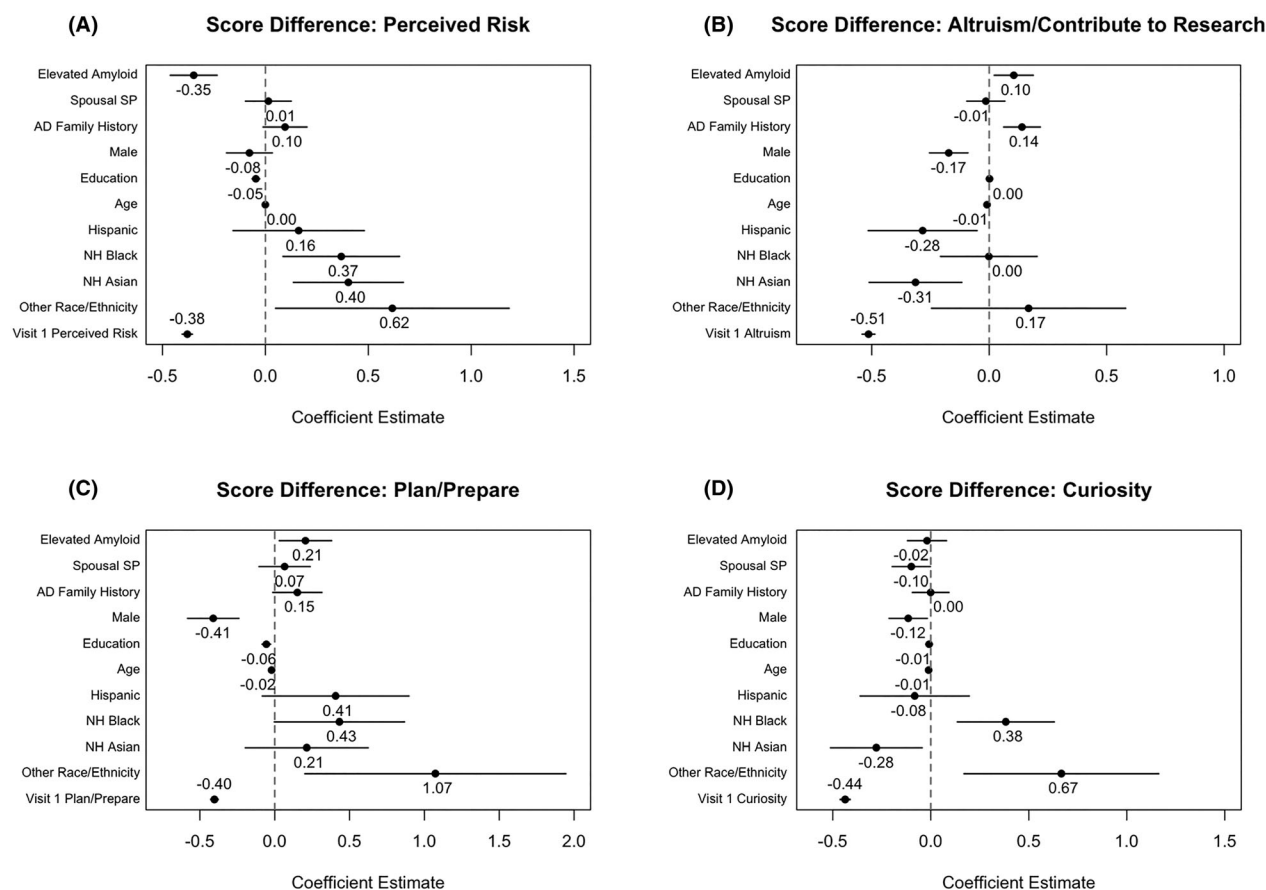 (A) Score Difference: Perceived Risk
Elevated Amyloid
-0.35
Spousal SP
0.01
AD Family History
0.10
Male
-0.08
Education
-0.05
Age
0.00
Hispanic
0.16
NH Black
0.37
NH Asian
0.40
Other Race/Ethnicity
0.62
-0.38
Visit 1 Perceived Risk
-0.5 0.0 0.5 1.0 1.5
Coefficient Estimate
(B) Score Difference: Altruism/Contribute to Research
Elevated Amyloid
0.10
Spousal SP
-0.01
AD Family History
0.14
Male
-0.17
Education
0.00
Age
-0.01
Hispanic
-0.28
NH Black
0.00
NH Asian
-0.31
Other Race/Ethnicity
-0.51 0.17
Visit 1 Altruism
-0.5 0.0 0.5 1.0
Coefficient Estimate
(C) Score Difference: Plan/Prepare
Elevated Amyloid
0.21
Spousal SP
0.07
AD Family History
0.15
Male
-0.41
Education
-0.06
Age
-0.02
Hispanic
0.41
NH Black
0.43
NH Asian
0.21
Other Race/Ethnicity
-0.40 1.07
Visit 1 Plan/Prepare
-0.5 0.0 0.5 1.0 1.5 2.0
Coefficient Estimate
(D) Score Difference: Curiosity
Elevated Amyloid
-0.02
Spousal SP
-0.10
AD Family History
0.00
Male
-0.12
Education
-0.01
Age
-0.01
Hispanic
-0.08
NH Black
0.38
NH Asian
-0.28
Other Race/Ethnicity
-0.44 0.67
Visit 1 Curiosity
-0.5 0.0 0.5 1.0 1.5
Coefficient Estimate